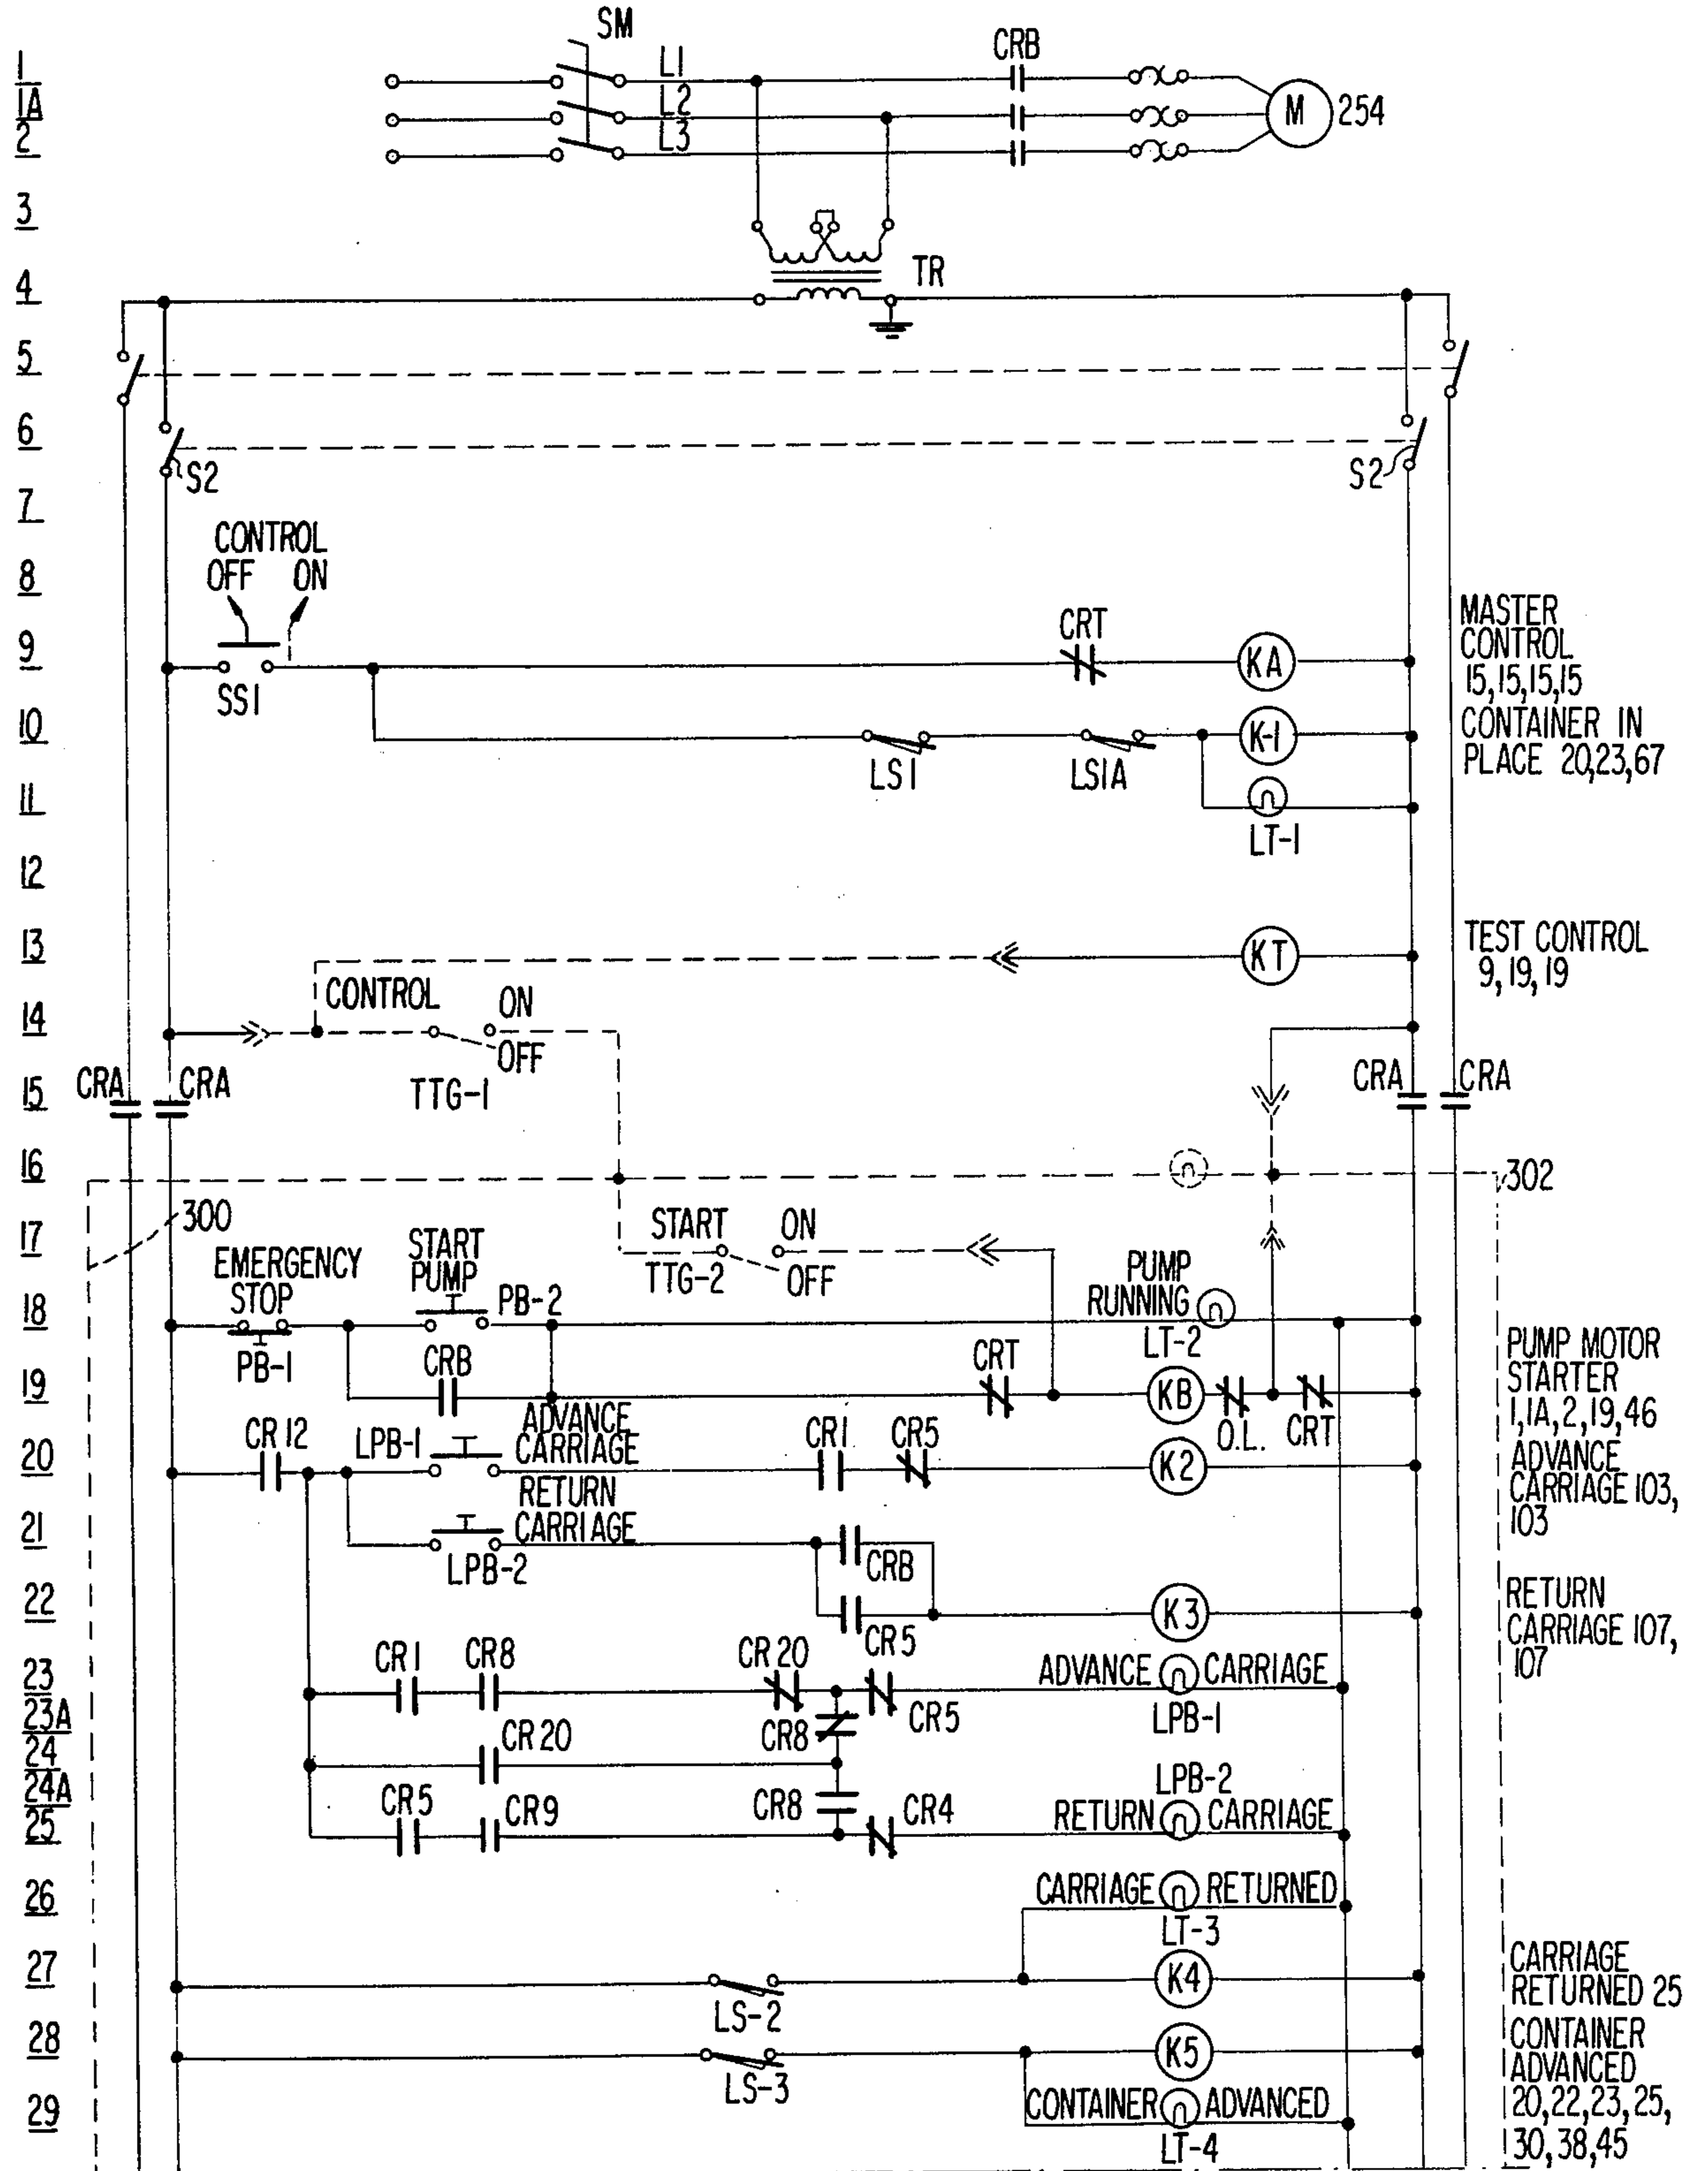 SM
1
L1
CRB
1A
L2
M
254
2
L3
3
TR
4
5
6
S2
S2
7
CONTROL
8
OFF ON
MASTER
CONTROL
15,15,15,15
9
CRT
KA
SS1
10
K-1
CONTAINER IN
PLACE 20,23,67
LS1
LS1A
11
LT-1
12
13
KT
TEST CONTROL
9,19,19
14
CONTROL
ON
OFF
15
CRA
CRA
TTG-1
CRA
CRA
16
302
300
17
START
ON
TTG-2
OFF
EMERGENCY
STOP
START
PUMP
PB-2
PUMP
RUNNING
18
PB-1
LT-2
PUMP MOTOR
STARTER
1,1A,2,19,46
19
CRB
CRT
KB
O.L.
CRT
20
CR12
LPB-1
ADVANCE
CARRIAGE
CR1
CR5
K2
ADVANCE
CARRIAGE 103,
103
21
RETURN
CARRIAGE
LPB-2
CRB
22
CR5
K3
RETURN
CARRIAGE 107,
107
23
CR1
CR8
CR20
CR5
ADVANCE CARRIAGE
LPB-1
23A
CR8
24
CR20
24A
CR8
LPB-2
25
CR5
CR9
CR4
RETURN CARRIAGE
26
CARRIAGE RETURNED
LT-3
27
LS-2
K4
CARRIAGE
RETURNED 25
28
LS-3
K5
CONTAINER
ADVANCED
20,22,23,25,
30,38,45
29
CONTAINER ADVANCED
LT-4